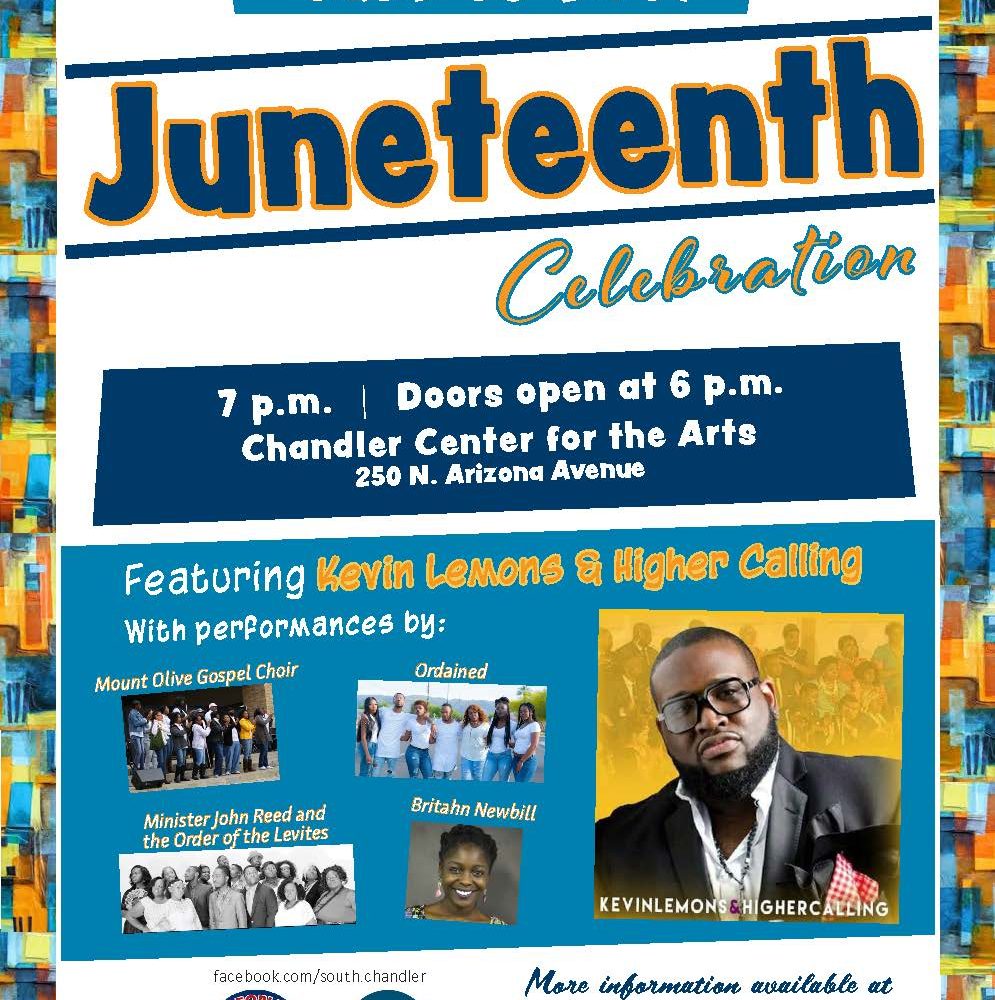 Juneteenth
Celebration
7 p.m. | Doors open at 6 p.m.
Chandler Center for the Arts
250 N. Arizona Avenue
Featuring Kevin Lemons & Higher Calling
With performances by:
Mount Olive Gospel Choir
Ordained
Minister John Reed and
the Order of the Levites
Britahn Newbill
KEVINLEMONS&HIGHERCALLING
facebook.com/south.chandler
More information available at